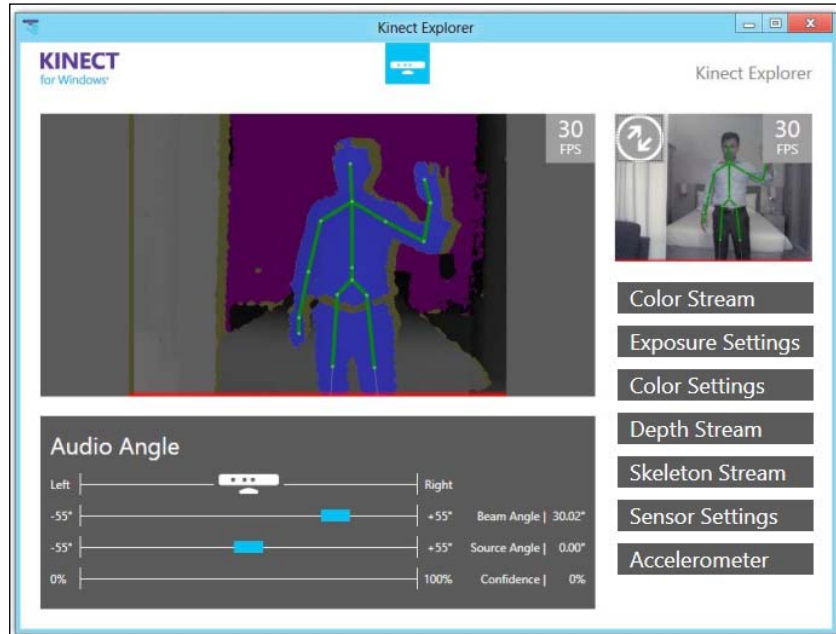 Kinect Explorer
KINECT
for Windows®
Kinect Explorer
30
FPS
30
FPS
Color Stream
Exposure Settings
Color Settings
Depth Stream
Skeleton Stream
Sensor Settings
Accelerometer
Audio Angle
Left Right
-55° +55° Beam Angle | 30.02°
-55° +55° Source Angle | 0.00°
0% 100% Confidence | 0%